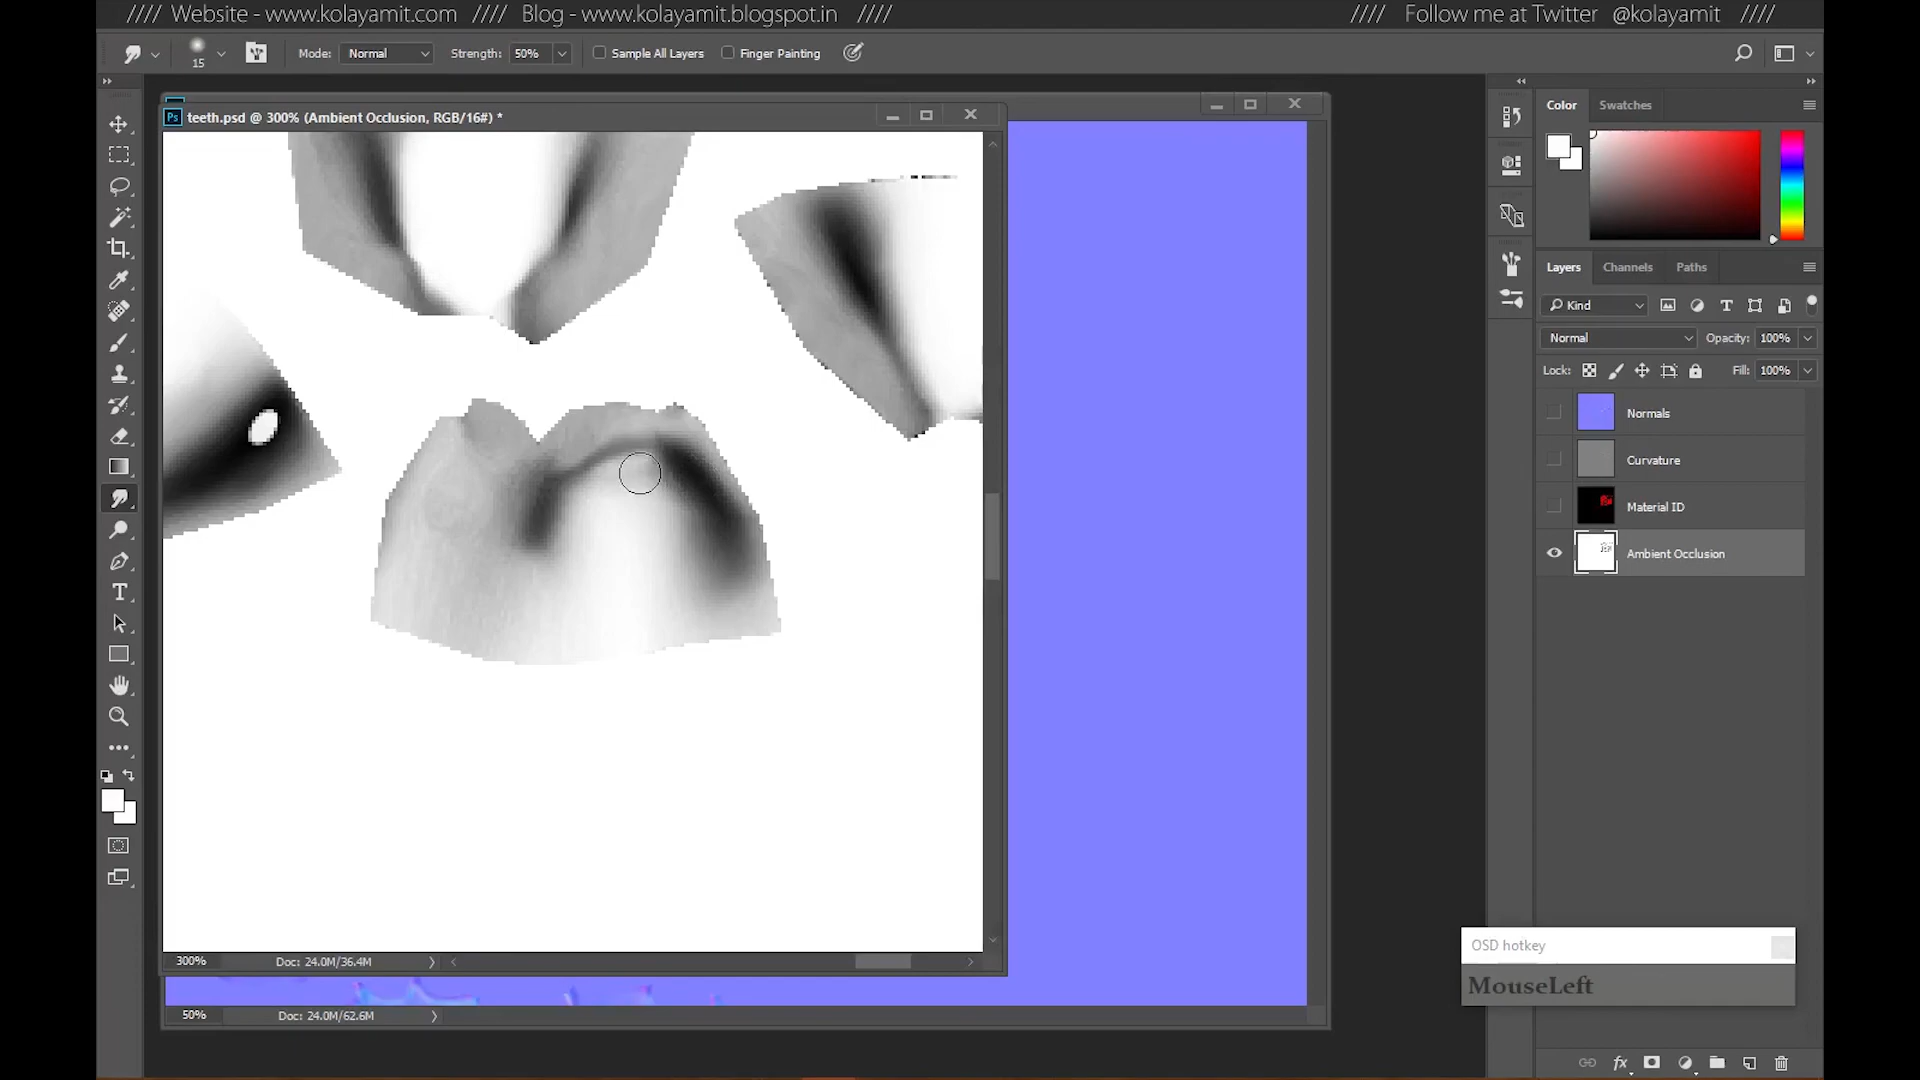 //// Website - www.kolayamit.com //// Blog - www.kolayamit.blogspot.in ////
//// Follow me at Twitter @kolayamit ////
15 Mode: Normal Strength: 50% Sample All Layers Finger Painting
Ps teeth.psd @ 300% (Ambient Occlusion, RGB/16#) *
Color Swatches
Layers Channels Paths
Kind
Normal Opacity: 100%
Lock: Fill: 100%
Normals
Curvature
Material ID
Ambient Occlusion
OSD hotkey
MouseLeft
300% Doc: 24.0M/36.4M
50% Doc: 24.0M/62.6M
fx